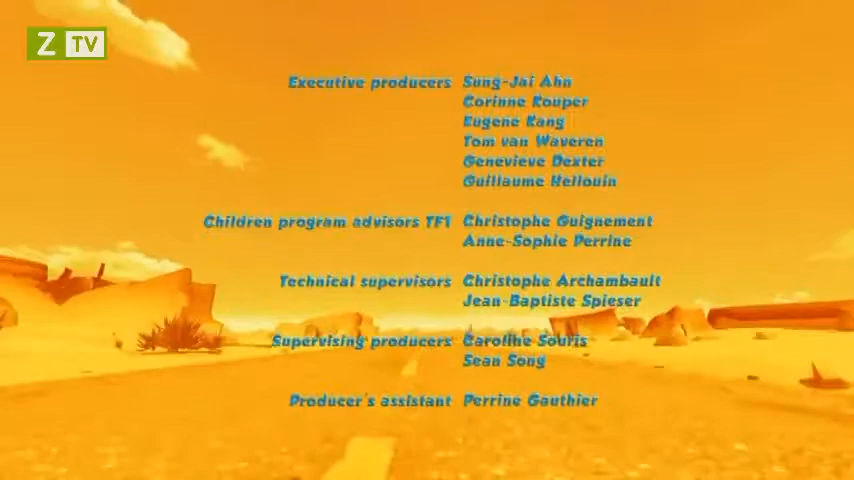 Z TV
Executive producers Sung-Jai Ahn
Corinne Kouper
Eugene Kang
Tom van Waveren
Genevieve Dexter
Guillaume Hellouin
Children program advisors TF1 Christophe Guignement
Anne-Sophie Perrine
Technical supervisors Christophe Archambault
Jean-Baptiste Spieser
Supervising producers Caroline Souris
Sean Song
Producer's assistant Perrine Gauthier